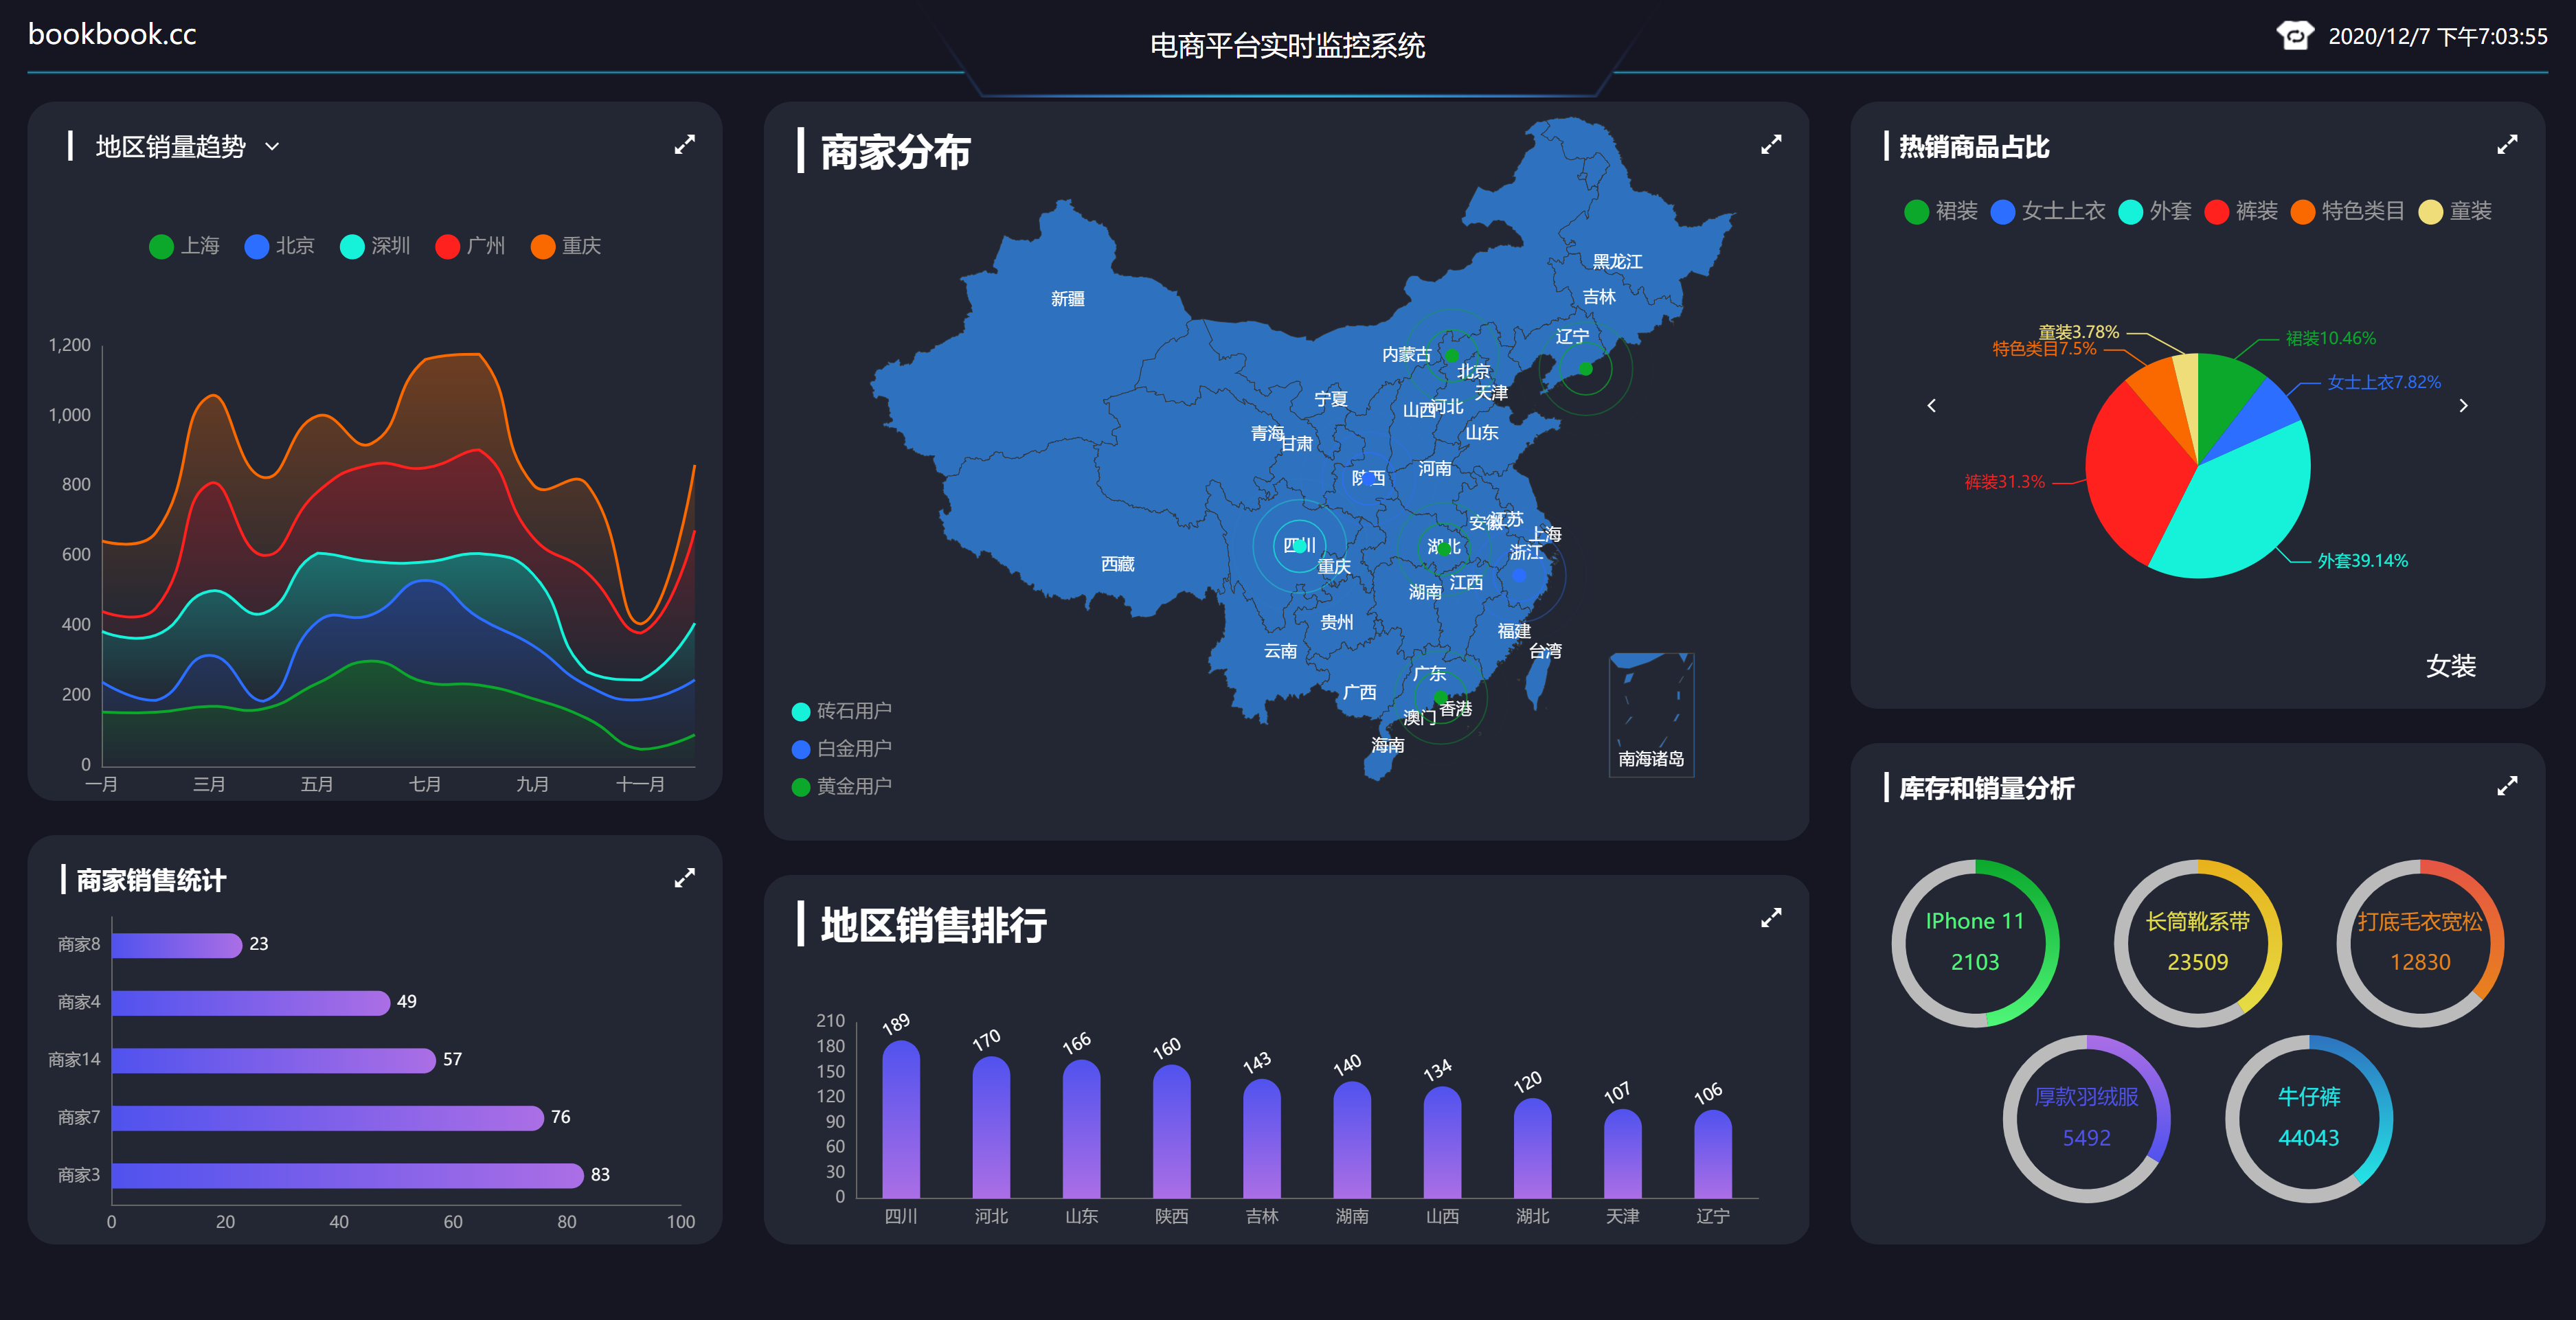 bookbook.cc
电商平台实时监控系统
2020/12/7 下午7:03:55
地区销量趋势
上海 北京 深圳 广州 重庆
1,200
1,000
800
600
400
200
0
一月 三月 五月 七月 九月 十一月
商家销售统计
商家8 23
商家4 49
商家14 57
商家7 76
商家3 83
0 20 40 60 80 100
商家分布
黑龙江
新疆
吉林
辽宁
内蒙古
北京
天津
宁夏
山西
河北
青海
甘肃
山东
河南
陕西
安徽
江苏
上海
四川
湖北
浙江
西藏
重庆
江西
湖南
贵州
福建
云南
台湾
广东
广西
香港
澳门
海南
南海诸岛
砖石用户
白金用户
黄金用户
地区销售排行
210
180
150
120
90
60
30
0
189 170 166 160 143 140 134 120 107 106
四川 河北 山东 陕西 吉林 湖南 山西 湖北 天津 辽宁
热销商品占比
裙装 女士上衣 外套 裤装 特色类目 童装
童装3.78%
裙装10.46%
特色类目7.5%
女士上衣7.82%
裤装31.3%
外套39.14%
女装
库存和销量分析
IPhone 11
2103
长筒靴系带
23509
打底毛衣宽松
12830
厚款羽绒服
5492
牛仔裤
44043